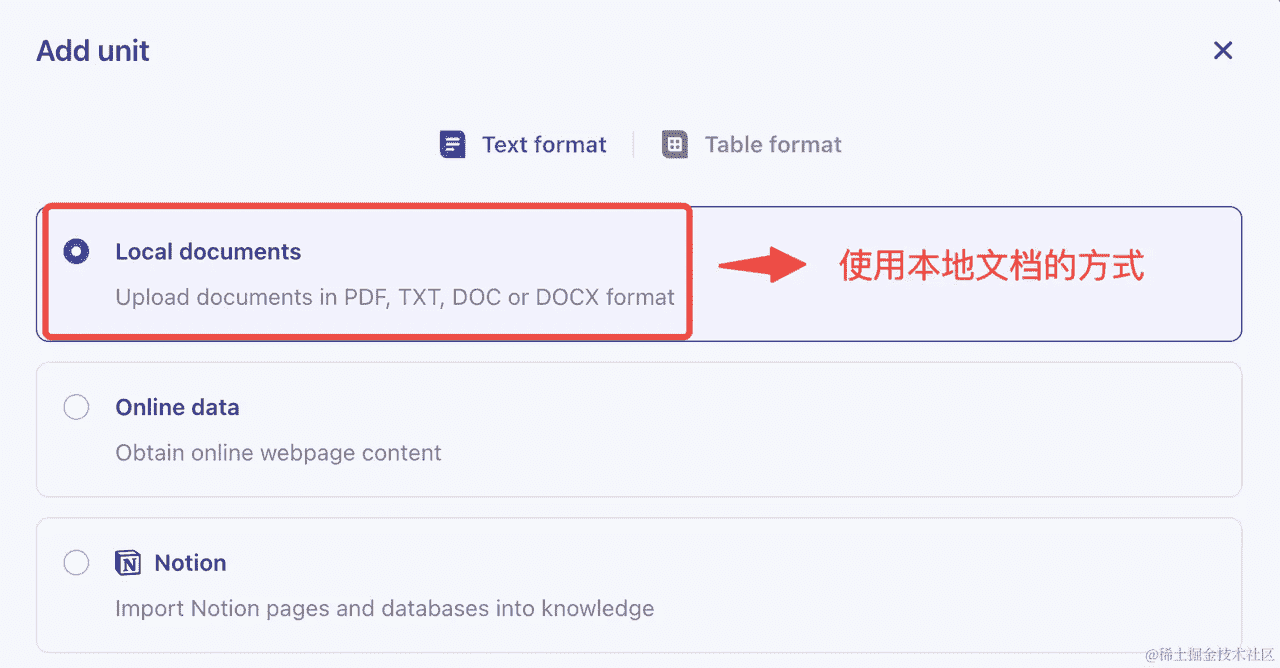 Add unit
Text format
Table format
Local documents
Upload documents in PDF, TXT, DOC or DOCX format
使用本地文档的方式
Online data
Obtain online webpage content
Notion
Import Notion pages and databases into knowledge
@稀土掘金技术社区